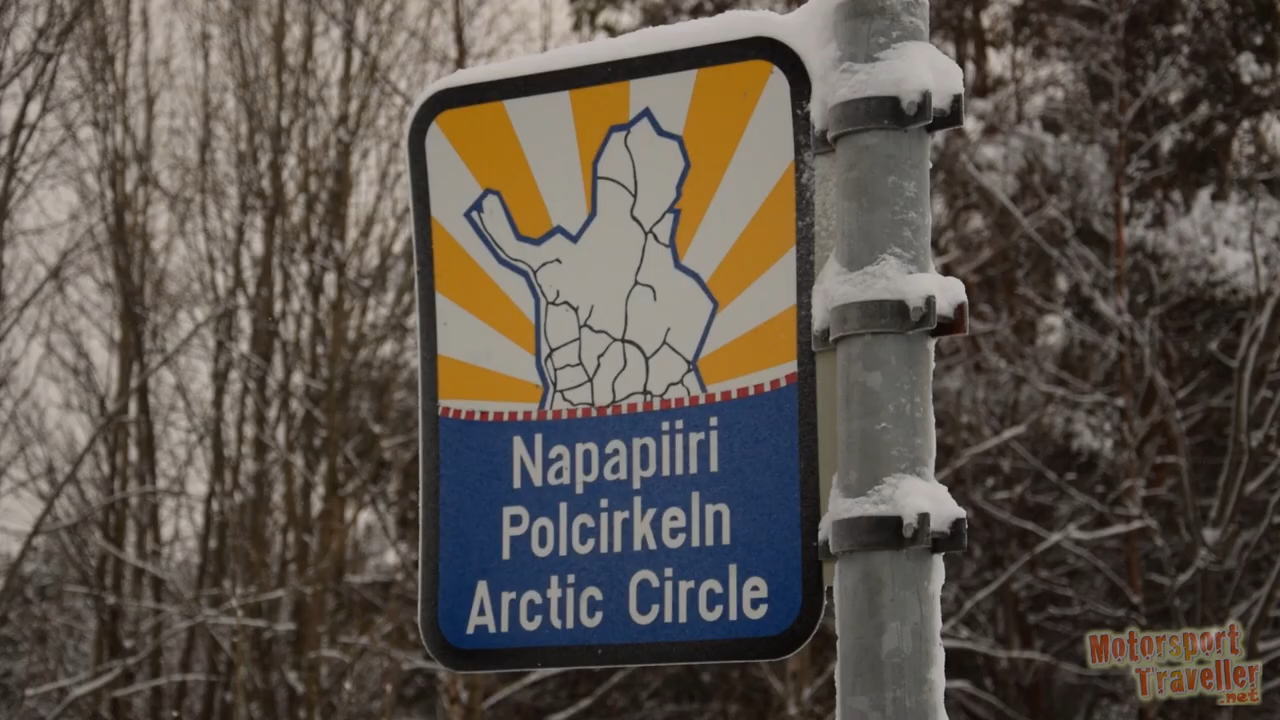 Napapiiri
Polcirkeln
Arctic Circle
Motorsport
Traveller
.net